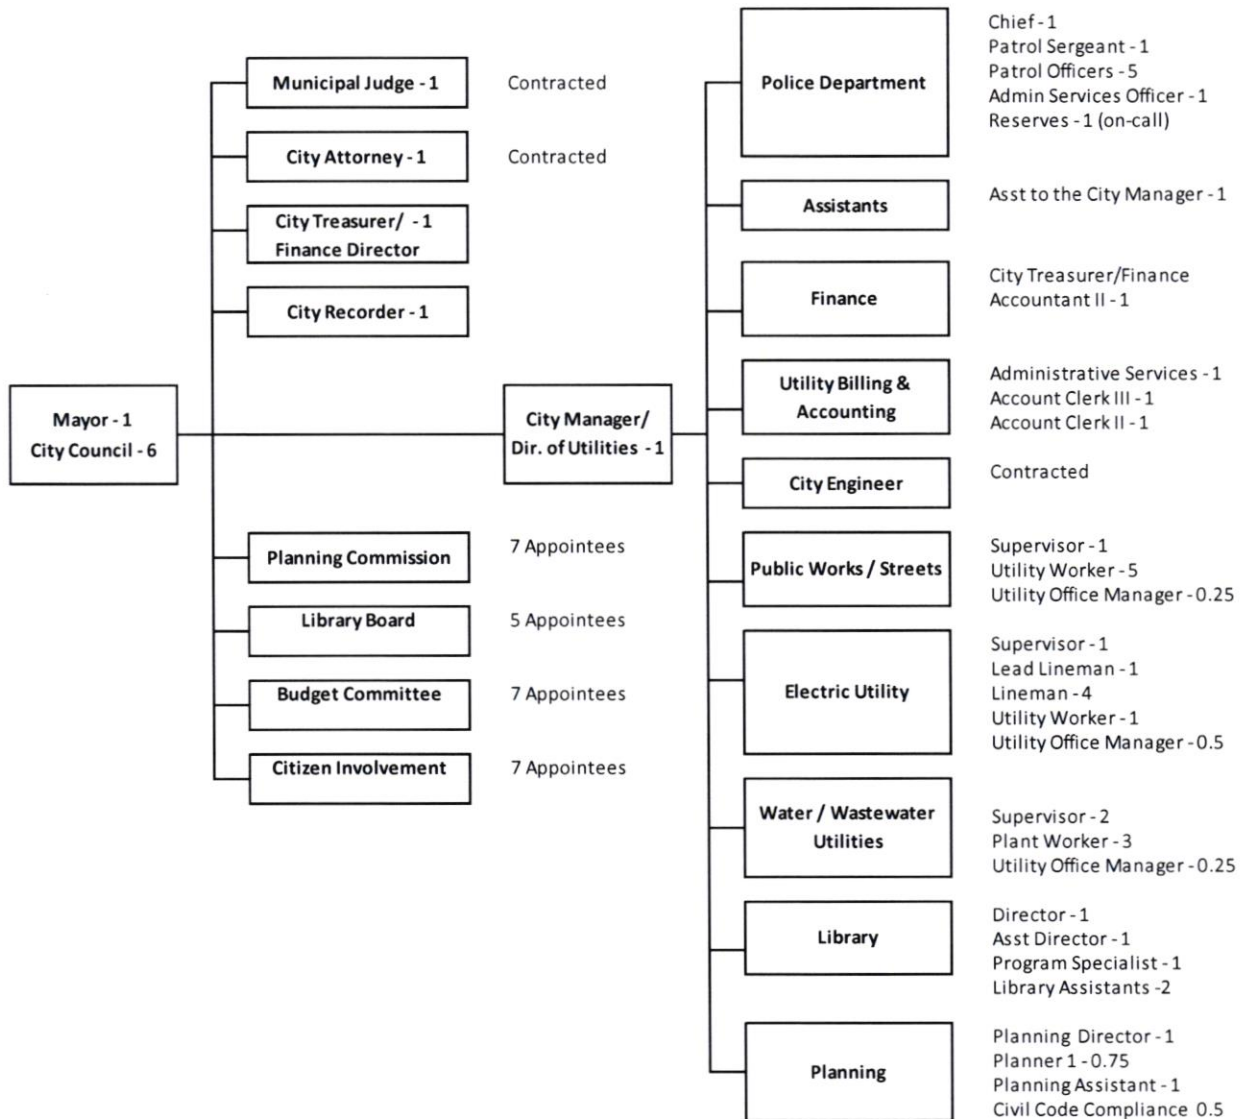 Mayor - 1
City Council - 6
Municipal Judge - 1
Contracted
City Attorney - 1
Contracted
City Treasurer/ - 1
Finance Director
City Recorder - 1
City Manager/
Dir. of Utilities - 1
Planning Commission
7 Appointees
Library Board
5 Appointees
Budget Committee
7 Appointees
Citizen Involvement
7 Appointees
Police Department
Chief - 1
Patrol Sergeant - 1
Patrol Officers - 5
Admin Services Officer - 1
Reserves - 1 (on-call)
Assistants
Asst to the City Manager - 1
Finance
City Treasurer/Finance
Accountant II - 1
Utility Billing &
Accounting
Administrative Services - 1
Account Clerk III - 1
Account Clerk II - 1
City Engineer
Contracted
Public Works / Streets
Supervisor - 1
Utility Worker - 5
Utility Office Manager - 0.25
Electric Utility
Supervisor - 1
Lead Lineman - 1
Lineman - 4
Utility Worker - 1
Utility Office Manager - 0.5
Water / Wastewater
Utilities
Supervisor - 2
Plant Worker - 3
Utility Office Manager - 0.25
Library
Director - 1
Asst Director - 1
Program Specialist - 1
Library Assistants -2
Planning
Planning Director - 1
Planner 1 - 0.75
Planning Assistant - 1
Civil Code Compliance 0.5